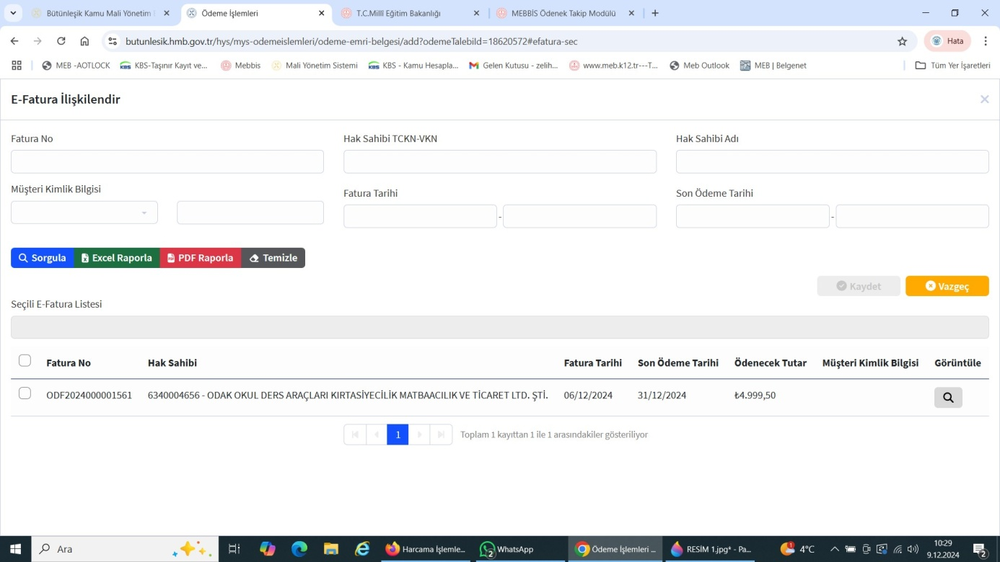 Bütünleşik Kamu Mali Yönetim
Ödeme İşlemleri
T.C.Millî Eğitim Bakanlığı
MEBBİS Ödenek Takip Modülü
butunlesik.hmb.gov.tr/hys/mys-odemeislemleri/odeme-emri-belgesi/add?odemeTalebiId=18620572#efatura-sec
Hata
MEB -AOTLOCK
KBS-Taşınır Kayıt ve...
Mebbis
Mali Yönetim Sistemi
KBS - Kamu Hesapla...
Gelen Kutusu - zelih...
www.meb.k12.tr---T...
Meb Outlook
MEB | Belgenet
Tüm Yer İşaretleri
E-Fatura İlişkilendir
Fatura No
Hak Sahibi TCKN-VKN
Hak Sahibi Adı
Müşteri Kimlik Bilgisi
Fatura Tarihi
Son Ödeme Tarihi
-
-
Sorgula
Excel Raporla
PDF Raporla
Temizle
Kaydet
Vazgeç
Seçili E-Fatura Listesi
Fatura No Hak Sahibi Fatura Tarihi Son Ödeme Tarihi Ödenecek Tutar Müşteri Kimlik Bilgisi Görüntüle
ODF2024000001561 6340004656 - ODAK OKUL DERS ARAÇLARI KIRTASİYECİLİK MATBAACILIK VE TİCARET LTD. ŞTİ. 06/12/2024 31/12/2024 ₺4.999,50
1
Toplam 1 kayıttan 1 ile 1 arasındakiler gösteriliyor
Ara
Harcama İşlemle...
2
WhatsApp
Ödeme İşlemleri ...
RESİM 1.jpg* - Pa...
1
4°C
10:29
9.12.2024
2